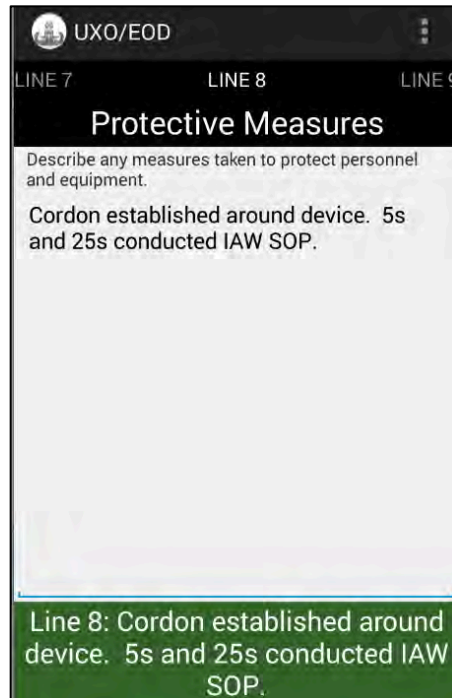 UXO/EOD
LINE 7 LINE 8 LINE 9
Protective Measures
Describe any measures taken to protect personnel
and equipment.
Cordon established around device.  5s
and 25s conducted IAW SOP.
Line 8: Cordon established around
device.  5s and 25s conducted IAW
SOP.